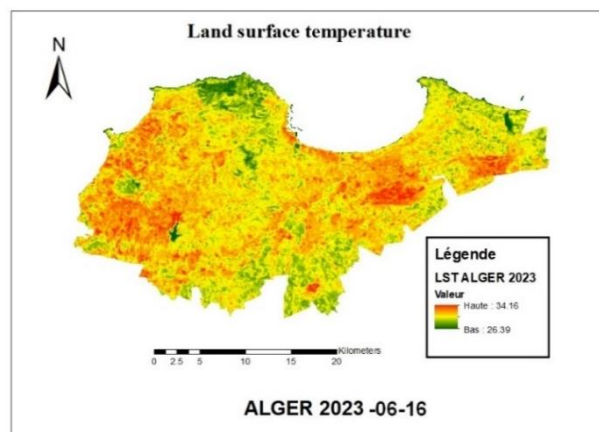 Land surface temperature
N
Légende
LST ALGER 2023
Valeur
Haute : 34.16
Bas : 26.39
Kilometers
0 2.5 5 10 15 20
ALGER 2023 -06-16